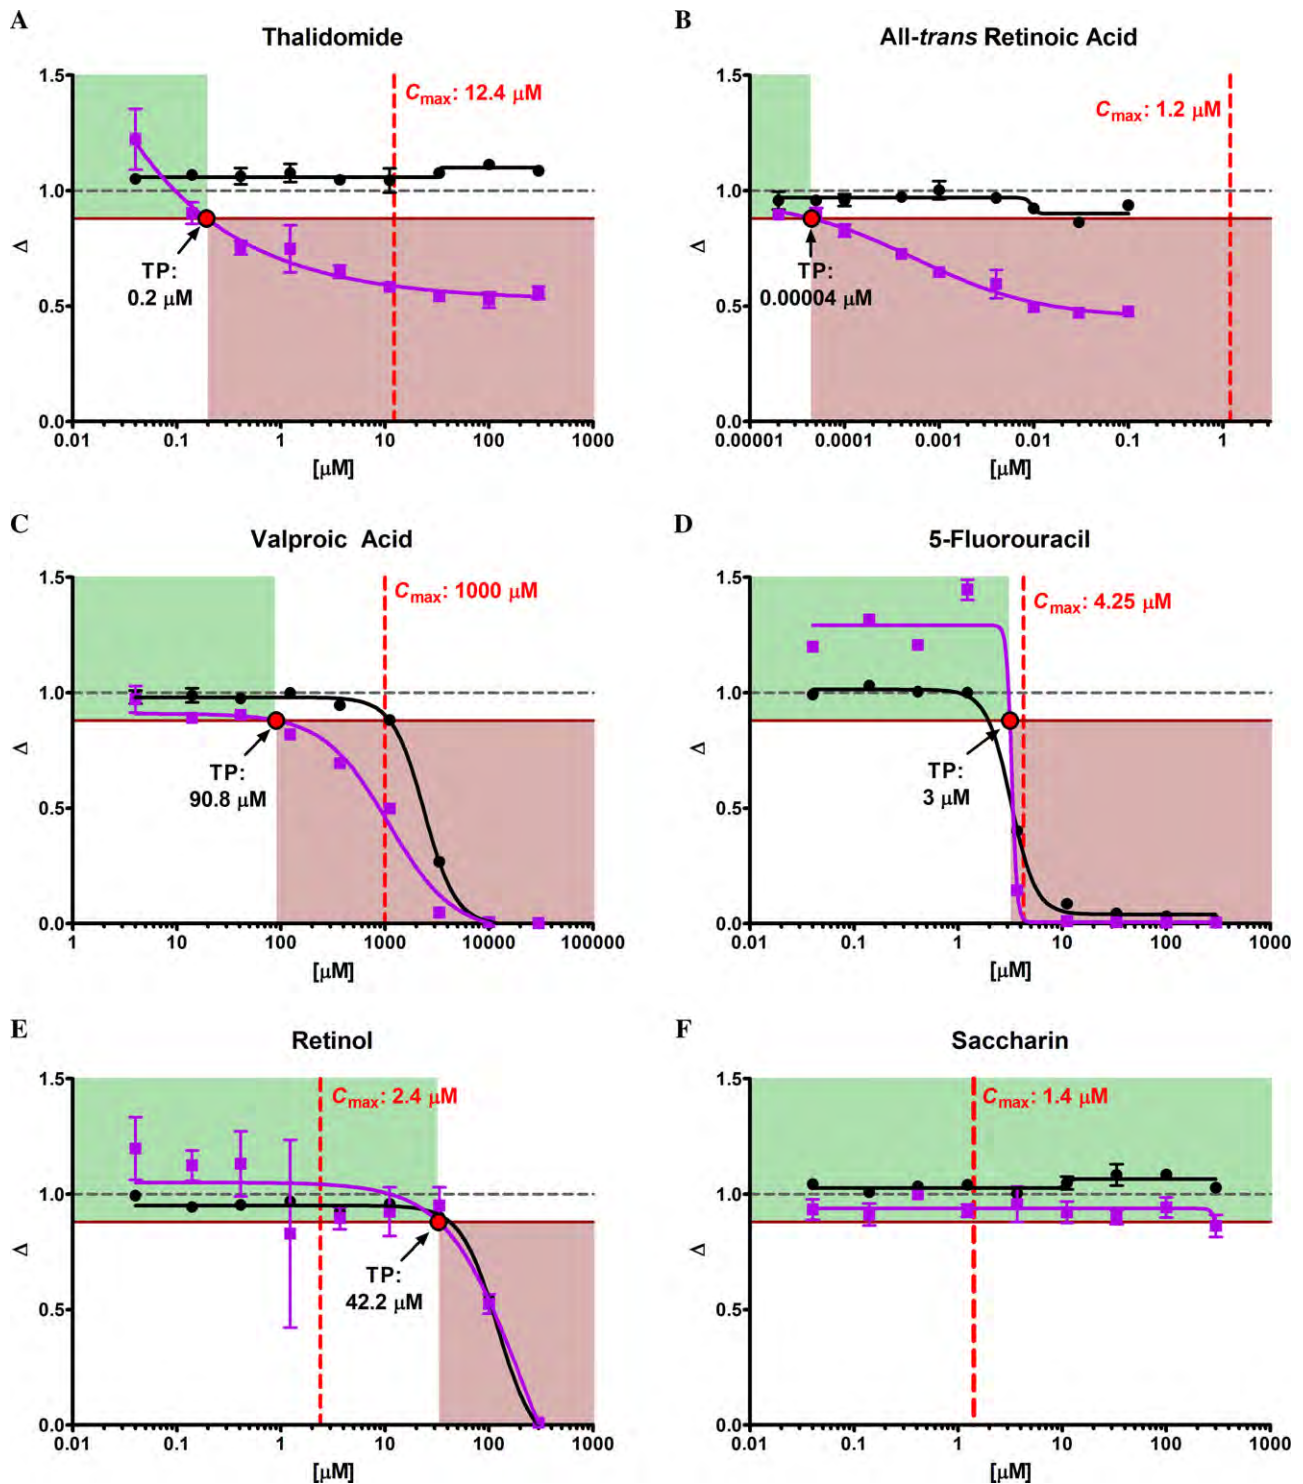 A
Thalidomide
1.5
1.0
0.5
0.0
Δ
Cmax: 12.4 μM
TP:
0.2 μM
0.01 0.1 1 10 100 1000
[μM]
B
All-trans Retinoic Acid
1.5
1.0
0.5
0.0
Δ
Cmax: 1.2 μM
TP:
0.00004 μM
0.00001 0.0001 0.001 0.01 0.1 1
[μM]
C
Valproic Acid
1.5
1.0
0.5
0.0
Δ
Cmax: 1000 μM
TP:
90.8 μM
1 10 100 1000 10000 100000
[μM]
D
5-Fluorouracil
1.5
1.0
0.5
0.0
Δ
Cmax: 4.25 μM
TP:
3 μM
0.01 0.1 1 10 100 1000
[μM]
E
Retinol
1.5
1.0
0.5
0.0
Δ
Cmax: 2.4 μM
TP:
42.2 μM
0.01 0.1 1 10 100 1000
[μM]
F
Saccharin
1.5
1.0
0.5
0.0
Δ
Cmax: 1.4 μM
0.01 0.1 1 10 100 1000
[μM]